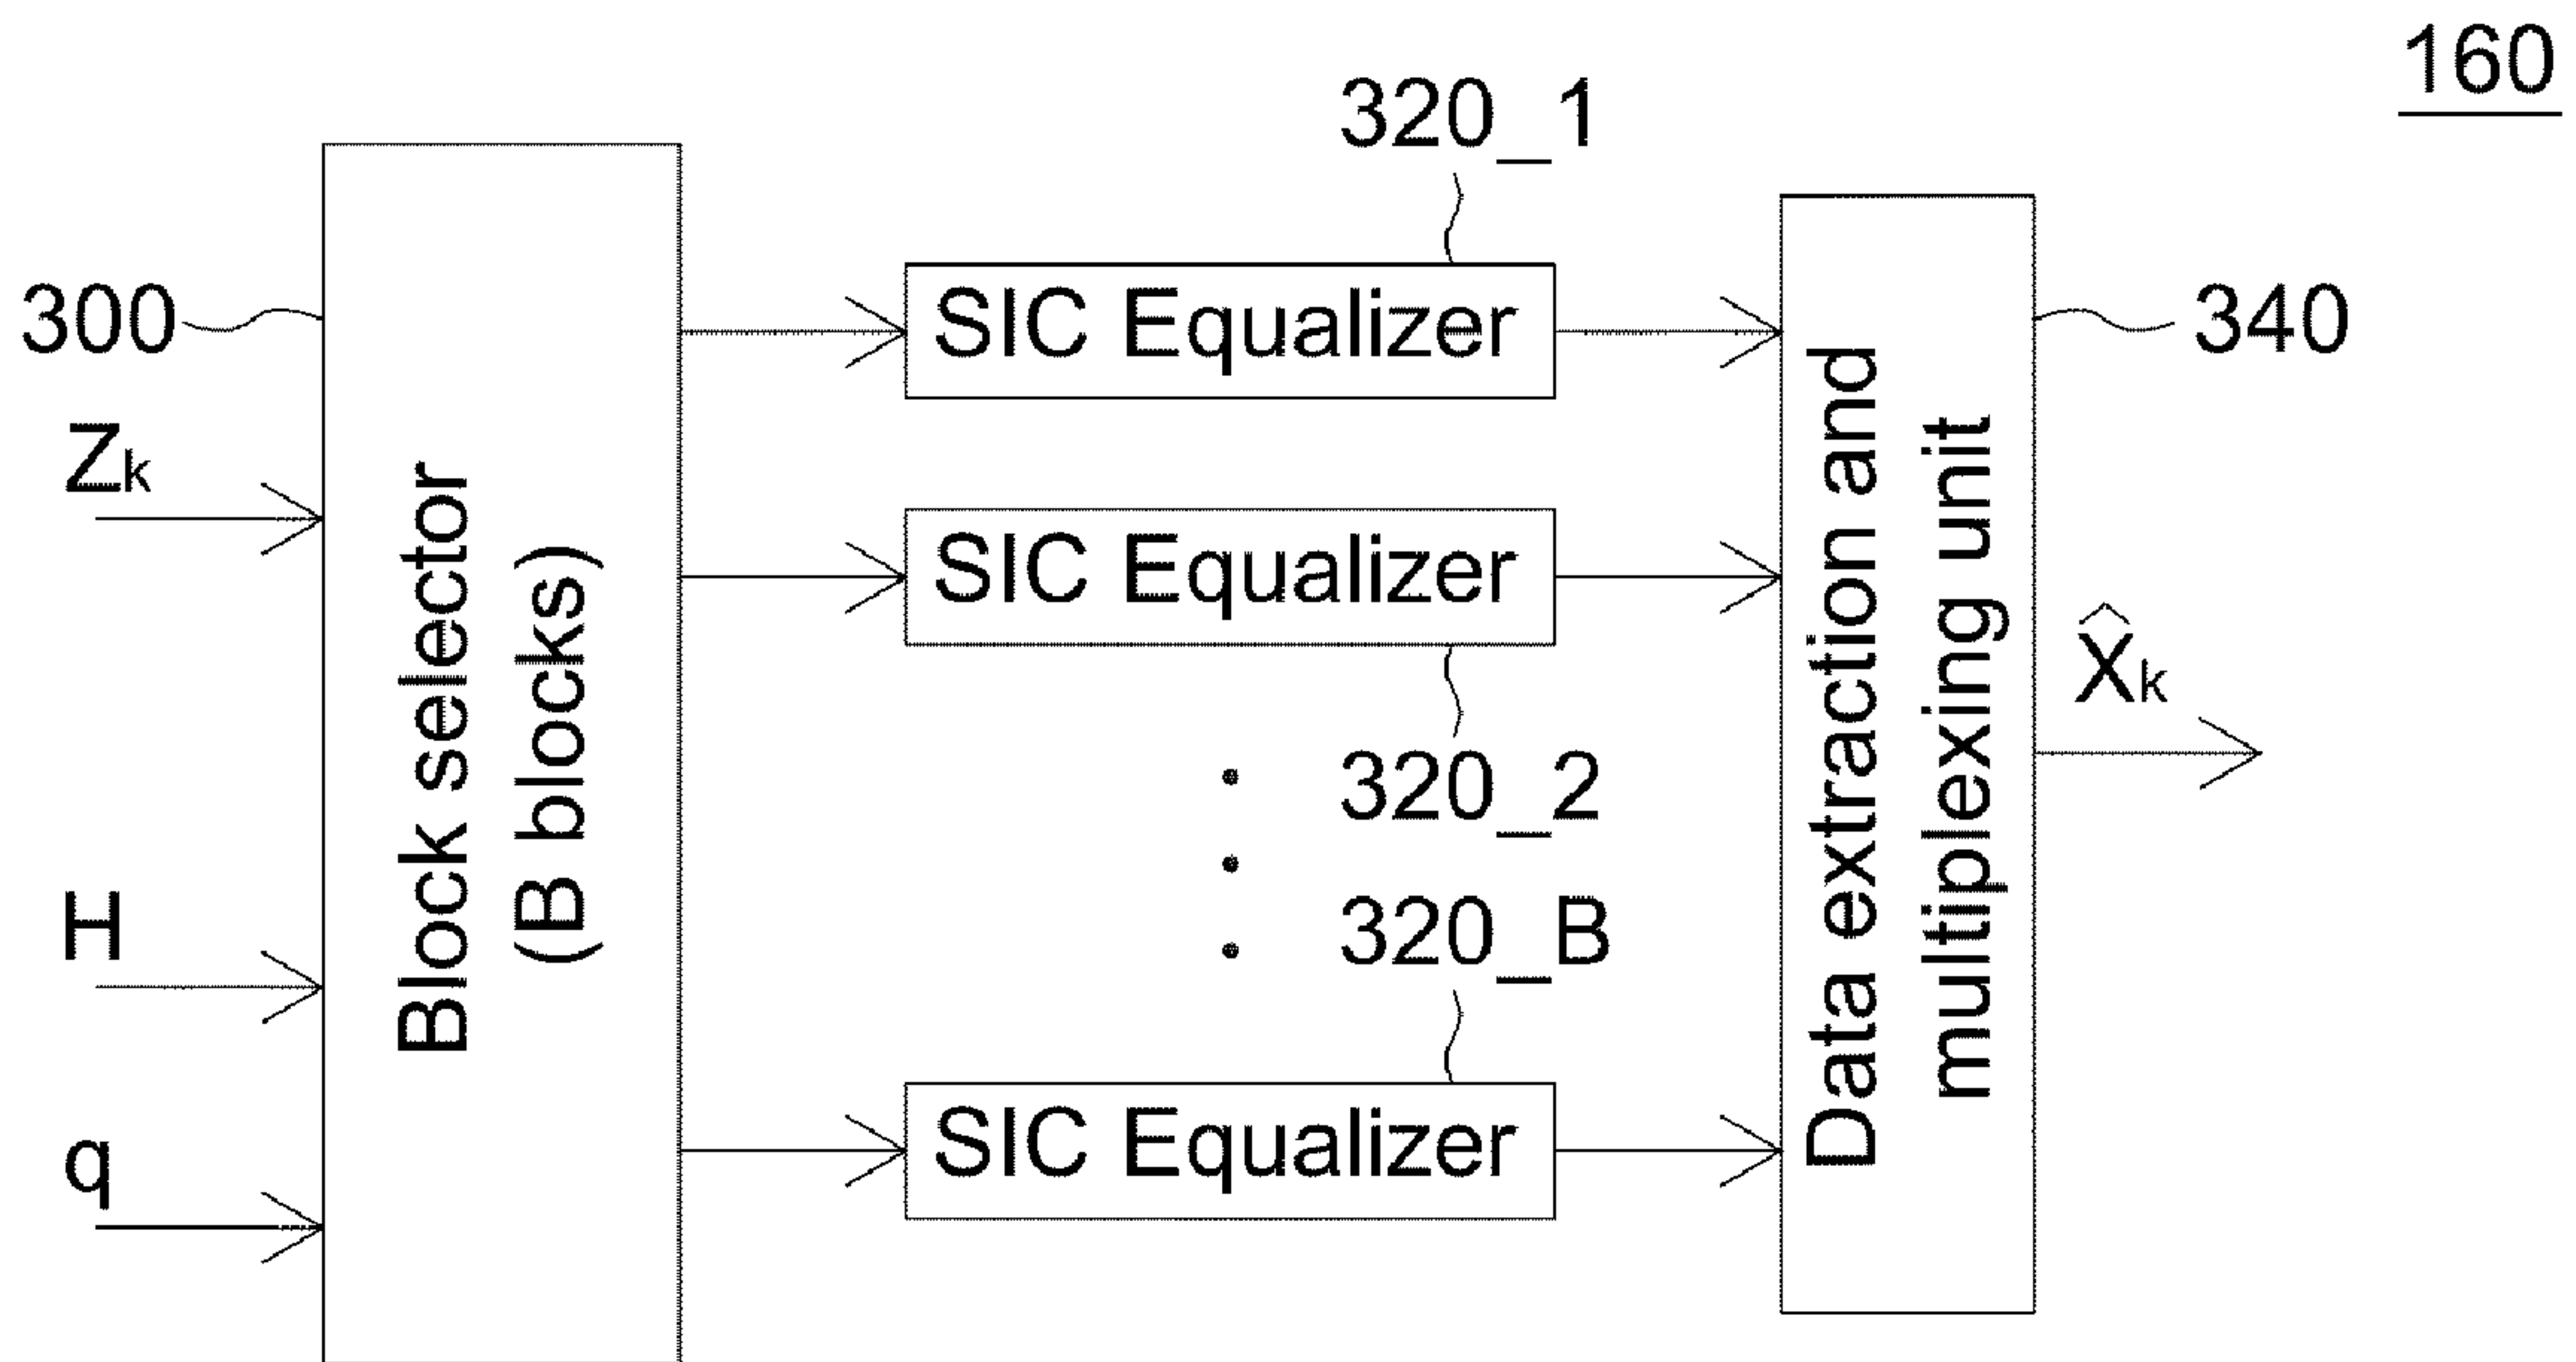 160
320_1
300
SIC Equalizer
340
Zk
Block selector
(B blocks)
SIC Equalizer
Data extraction and
multiplexing unit
X̂k
320_2
320_B
H
SIC Equalizer
q